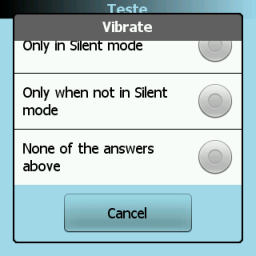 Teste
Vibrate
Only in Silent mode
Only when not in Silent
mode
None of the answers
above
Cancel